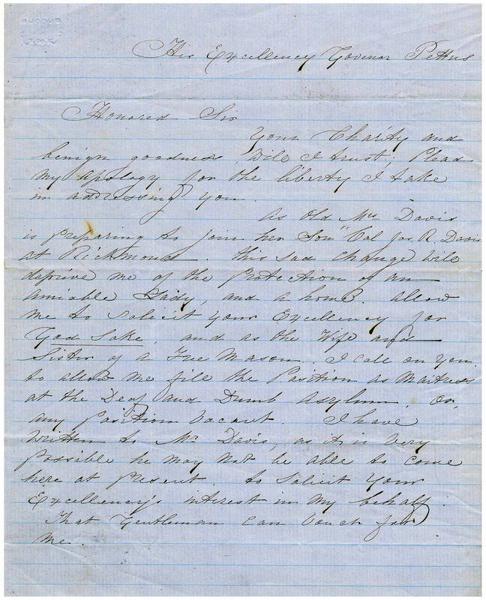 His Excellency Govenor Pettus
Honored Sir
Your Charity and
benign goodness Wile I trust, Plead
my apology for the liberty I take
in addressing you.
As Old Mrs Davis
is preparing to join her Son "Col Jos R. Davis
at Richmond. this sad change Wile
deprive me of the Protection of an
amiable Lady, and a home. allow
me to solicit your Excellency for
God Sake, and as the Wife and
Sister of a Free Mason. I call on you
to allow me fill the Position as Matress
at the Deaf and Dumb Asylum. Or,
any Position Vacant. I have
Written to Mr Davis, as it is Very
possible he may not be able to come
here at Present. to Solicit Your
Excellency's interest in my behalf.
That Gentleman Can Vouch for
me.